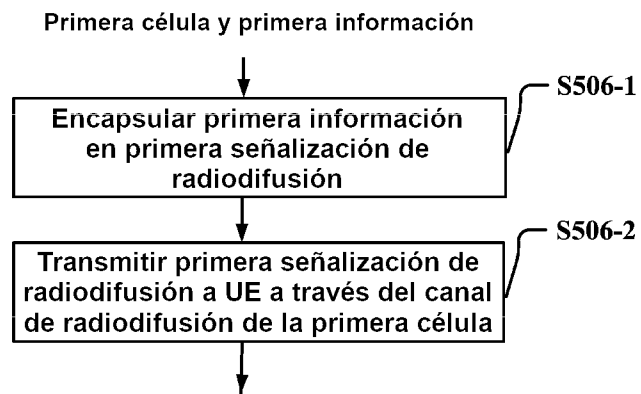 Primera célula y primera información
S506-1
Encapsular primera información
en primera señalización de
radiodifusión
S506-2
Transmitir primera señalización de
radiodifusión a UE a través del canal
de radiodifusión de la primera célula